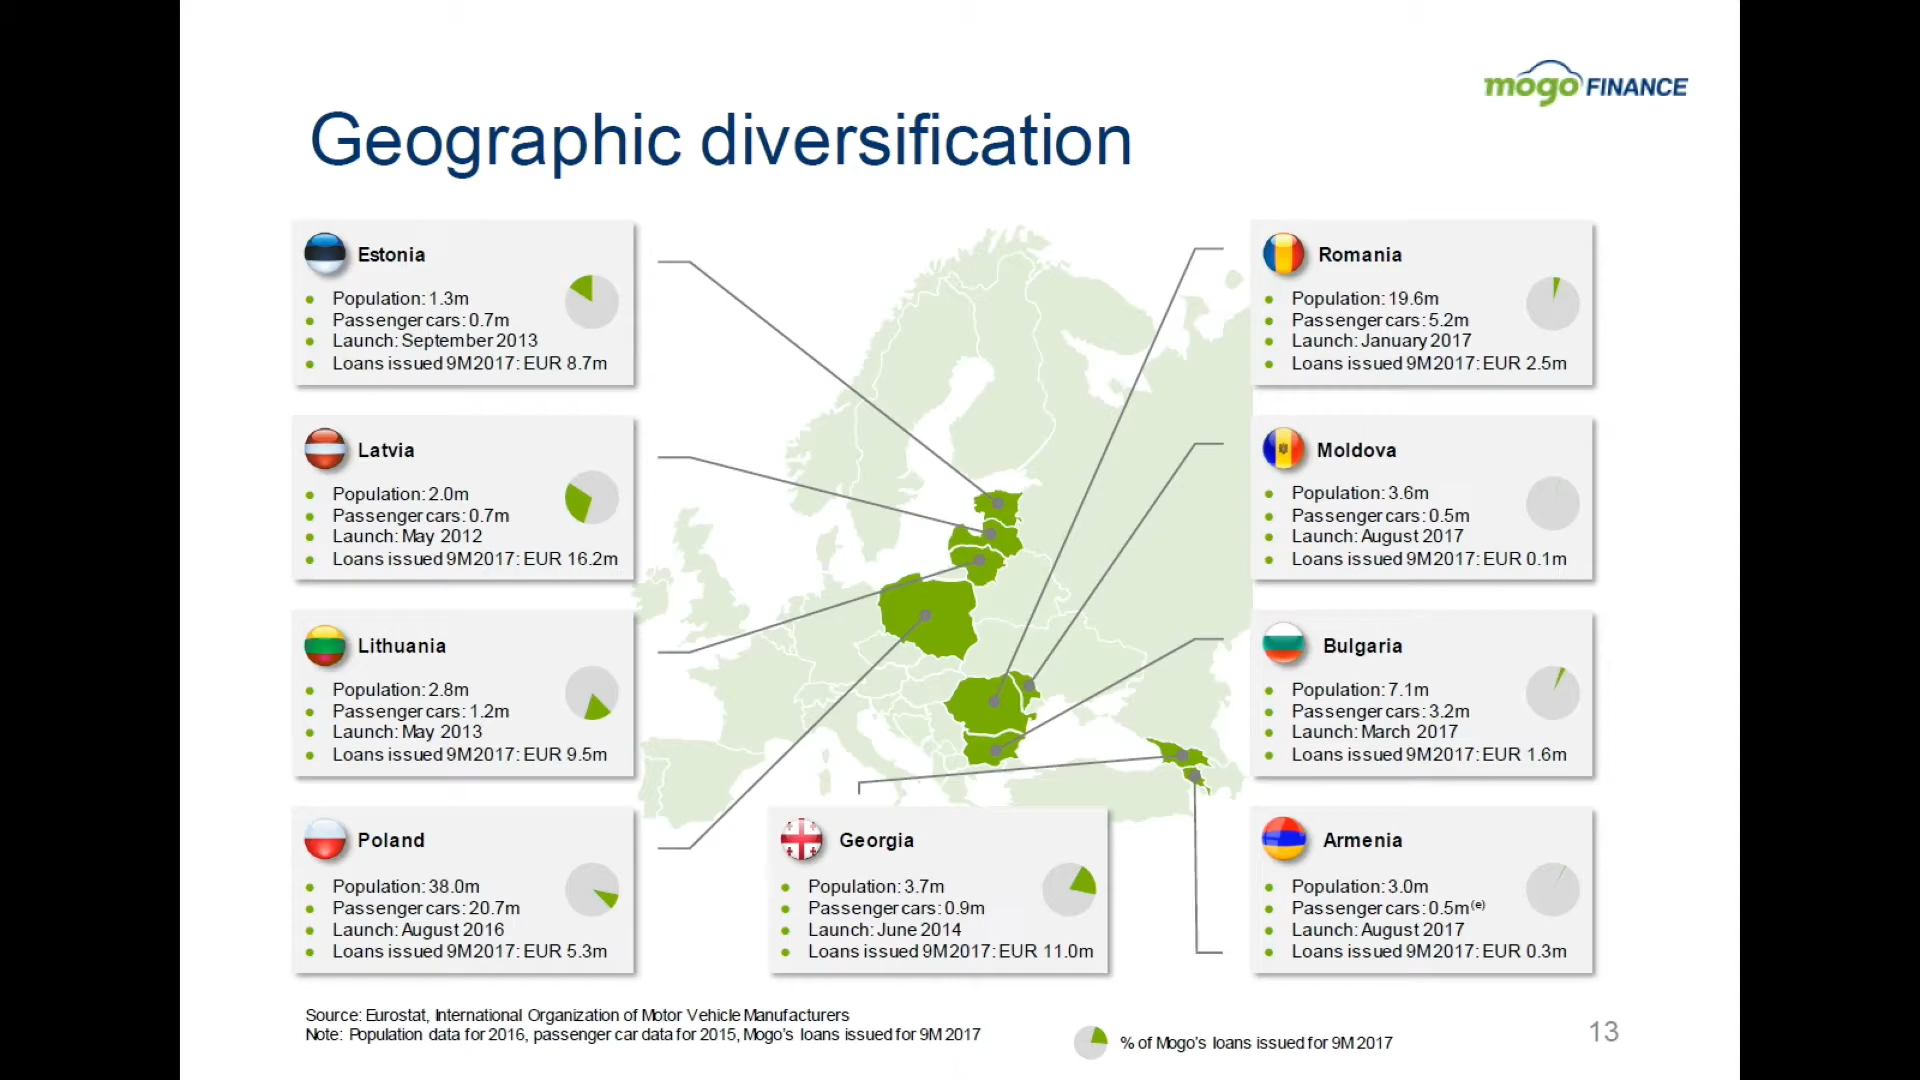 mogo FINANCE
Geographic diversification
Estonia
Population: 1.3m
Passenger cars: 0.7m
Launch: September 2013
Loans issued 9M2017: EUR 8.7m
Latvia
Population: 2.0m
Passenger cars: 0.7m
Launch: May 2012
Loans issued 9M2017: EUR 16.2m
Lithuania
Population: 2.8m
Passenger cars: 1.2m
Launch: May 2013
Loans issued 9M2017: EUR 9.5m
Poland
Population: 38.0m
Passenger cars: 20.7m
Launch: August 2016
Loans issued 9M2017: EUR 5.3m
Georgia
Population: 3.7m
Passenger cars: 0.9m
Launch: June 2014
Loans issued 9M2017: EUR 11.0m
Romania
Population: 19.6m
Passenger cars: 5.2m
Launch: January 2017
Loans issued 9M2017: EUR 2.5m
Moldova
Population: 3.6m
Passenger cars: 0.5m
Launch: August 2017
Loans issued 9M2017: EUR 0.1m
Bulgaria
Population: 7.1m
Passenger cars: 3.2m
Launch: March 2017
Loans issued 9M2017: EUR 1.6m
Armenia
Population: 3.0m
Passenger cars: 0.5m(e)
Launch: August 2017
Loans issued 9M2017: EUR 0.3m
Source: Eurostat, International Organization of Motor Vehicle Manufacturers
Note: Population data for 2016, passenger car data for 2015, Mogo's loans issued for 9M 2017
% of Mogo's loans issued for 9M 2017
13